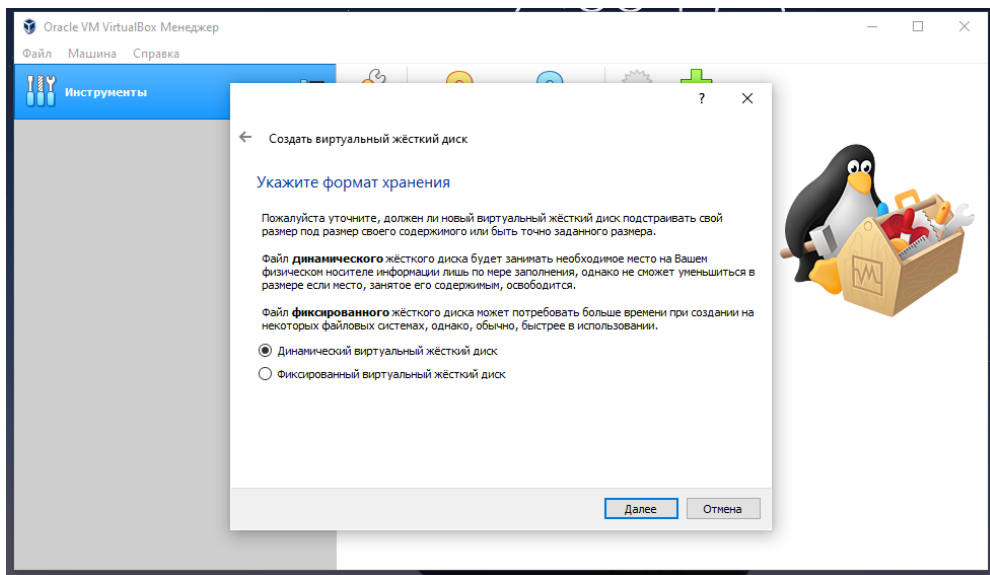 Oracle VM VirtualBox Менеджер
Файл Машина Справка
Инструменты
?
Создать виртуальный жёсткий диск
Укажите формат хранения
Пожалуйста уточните, должен ли новый виртуальный жёсткий диск подстраивать свой
размер под размер своего содержимого или быть точно заданного размера.
Файл динамического жёсткого диска будет занимать необходимое место на Вашем
физическом носителе информации лишь по мере заполнения, однако не сможет уменьшиться в
размере если место, занятое его содержимым, освободится.
Файл фиксированного жёсткого диска может потребовать больше времени при создании на
некоторых файловых системах, однако, обычно, быстрее в использовании.
Динамический виртуальный жёсткий диск
Фиксированный виртуальный жёсткий диск
Далее Отмена